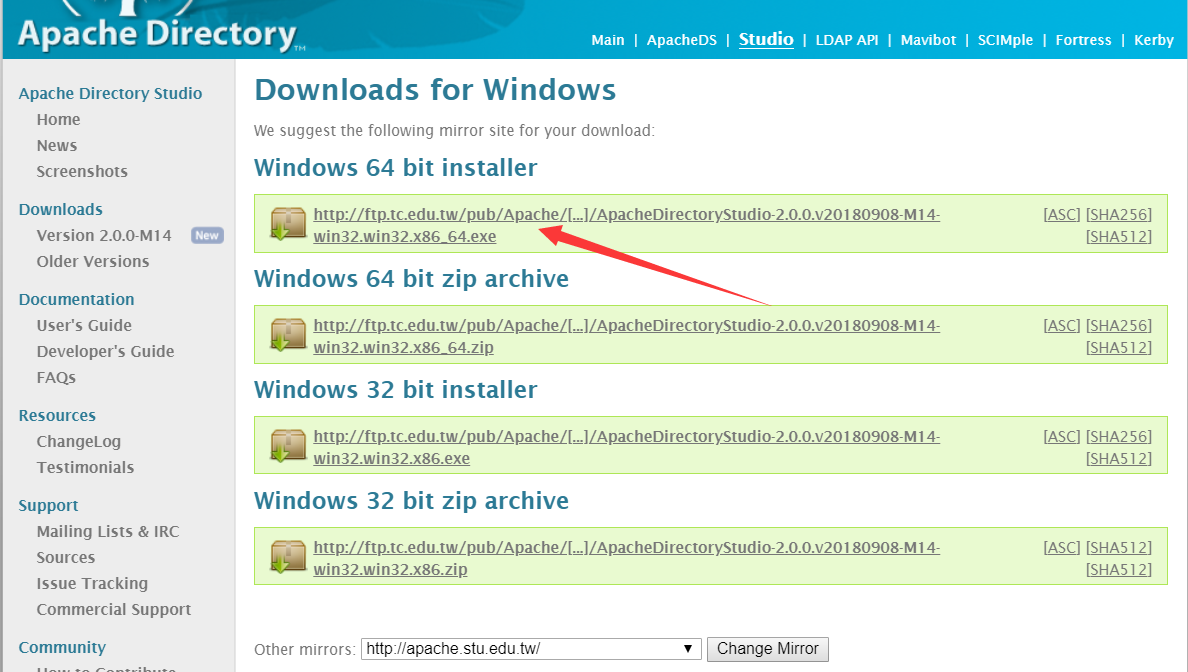 Apache Directory™
Main | ApacheDS | Studio | LDAP API | Mavibot | SCIMple | Fortress | Kerby
Apache Directory Studio
Home
News
Screenshots
Downloads
Version 2.0.0-M14 New
Older Versions
Documentation
User's Guide
Developer's Guide
FAQs
Resources
ChangeLog
Testimonials
Support
Mailing Lists & IRC
Sources
Issue Tracking
Commercial Support
Community
How to Contribute
Downloads for Windows
We suggest the following mirror site for your download:
Windows 64 bit installer
http://ftp.tc.edu.tw/pub/Apache/[...]/ApacheDirectoryStudio-2.0.0.v20180908-M14- [ASC] [SHA256]
win32.win32.x86_64.exe [SHA512]
Windows 64 bit zip archive
http://ftp.tc.edu.tw/pub/Apache/[...]/ApacheDirectoryStudio-2.0.0.v20180908-M14- [ASC] [SHA256]
win32.win32.x86_64.zip [SHA512]
Windows 32 bit installer
http://ftp.tc.edu.tw/pub/Apache/[...]/ApacheDirectoryStudio-2.0.0.v20180908-M14- [ASC] [SHA256]
win32.win32.x86.exe [SHA512]
Windows 32 bit zip archive
http://ftp.tc.edu.tw/pub/Apache/[...]/ApacheDirectoryStudio-2.0.0.v20180908-M14- [ASC] [SHA512]
win32.win32.x86.zip [SHA512]
Other mirrors: http://apache.stu.edu.tw/ Change Mirror